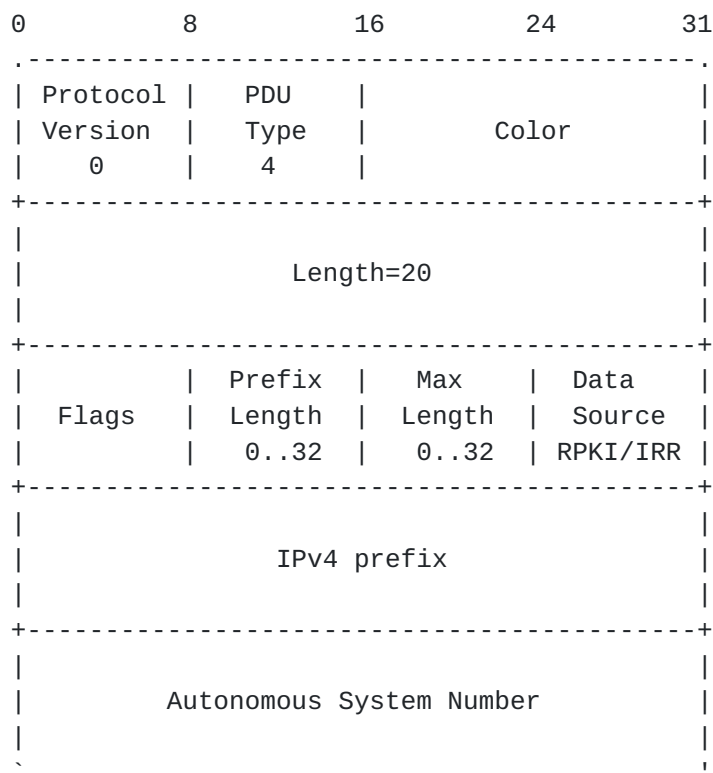 0          8          16         24        31
.-------------------------------------------.
| Protocol |   PDU    |                     |
| Version  |   Type   |        Color        |
|    0     |    4     |                     |
+-------------------------------------------+
|                                           |
|                 Length=20                 |
|                                           |
+-------------------------------------------+
|          |  Prefix  |   Max    |  Data    |
|  Flags   |  Length  |  Length  |  Source  |
|          |   0..32  |   0..32  | RPKI/IRR |
+-------------------------------------------+
|                                           |
|                IPv4 prefix                |
|                                           |
+-------------------------------------------+
|                                           |
|         Autonomous System Number          |
|                                           |
`                                           '